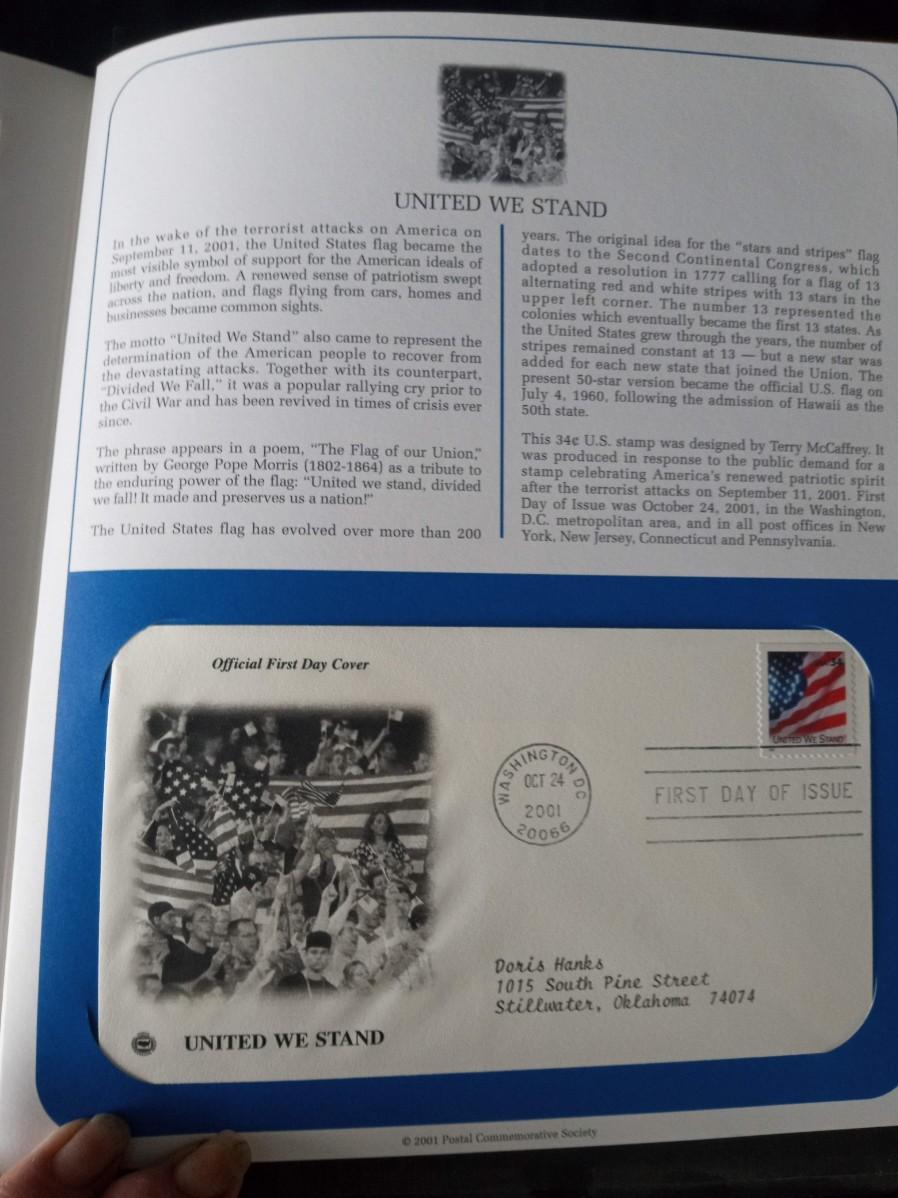 UNITED WE STAND
In the wake of the terrorist attacks on America on
September 11, 2001, the United States flag became the
most visible symbol of support for the American ideals of
liberty and freedom. A renewed sense of patriotism swept
across the nation, and flags flying from cars, homes and
businesses became common sights.
The motto “United We Stand” also came to represent the
determination of the American people to recover from
the devastating attacks. Together with its counterpart,
“Divided We Fall,” it was a popular rallying cry prior to
the Civil War and has been revived in times of crisis ever
since.
The phrase appears in a poem, “The Flag of our Union,”
written by George Pope Morris (1802-1864) as a tribute to
the enduring power of the flag: “United we stand, divided
we fall! It made and preserves us a nation!”
The United States flag has evolved over more than 200
years. The original idea for the “stars and stripes” flag
dates to the Second Continental Congress, which
adopted a resolution in 1777 calling for a flag of 13
alternating red and white stripes with 13 stars in the
upper left corner. The number 13 represented the
colonies which eventually became the first 13 states. As
the United States grew through the years, the number of
stripes remained constant at 13 — but a new star was
added for each new state that joined the Union. The
present 50-star version became the official U.S. flag on
July 4, 1960, following the admission of Hawaii as the
50th state.
This 34¢ U.S. stamp was designed by Terry McCaffrey. It
was produced in response to the public demand for a
stamp celebrating America’s renewed patriotic spirit
after the terrorist attacks on September 11, 2001. First
Day of Issue was October 24, 2001, in the Washington,
D.C. metropolitan area, and in all post offices in New
York, New Jersey, Connecticut and Pennsylvania.
Official First Day Cover
34
UNITED WE STAND
WASHINGTON DC
OCT 24
2001
20066
FIRST DAY OF ISSUE
Doris Hanks
1015 South Pine Street
Stillwater, Oklahoma 74074
UNITED WE STAND
© 2001 Postal Commemorative Society